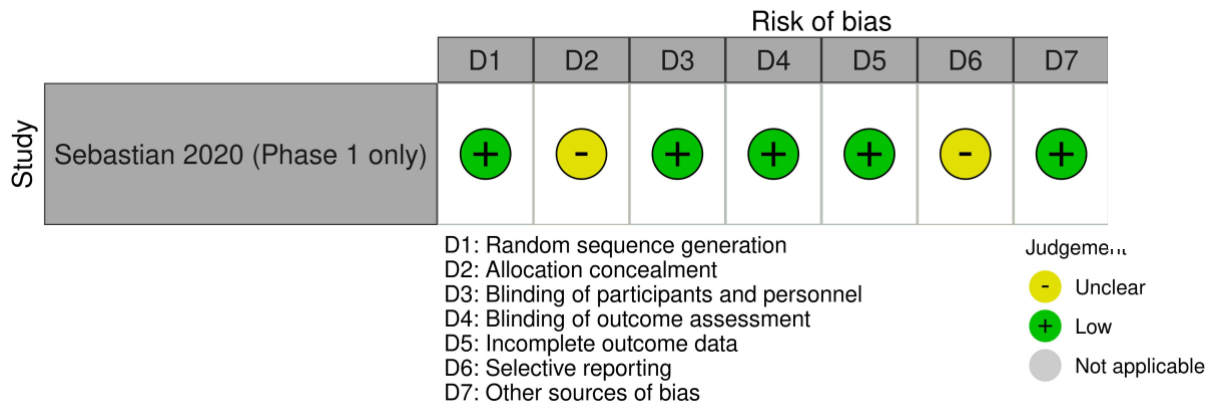 Risk of bias
D1 D2 D3 D4 D5 D6 D7
Study
Sebastian 2020 (Phase 1 only) + - + + + - +
D1: Random sequence generation
D2: Allocation concealment
D3: Blinding of participants and personnel
D4: Blinding of outcome assessment
D5: Incomplete outcome data
D6: Selective reporting
D7: Other sources of bias
Judgement
- Unclear
+ Low
Not applicable